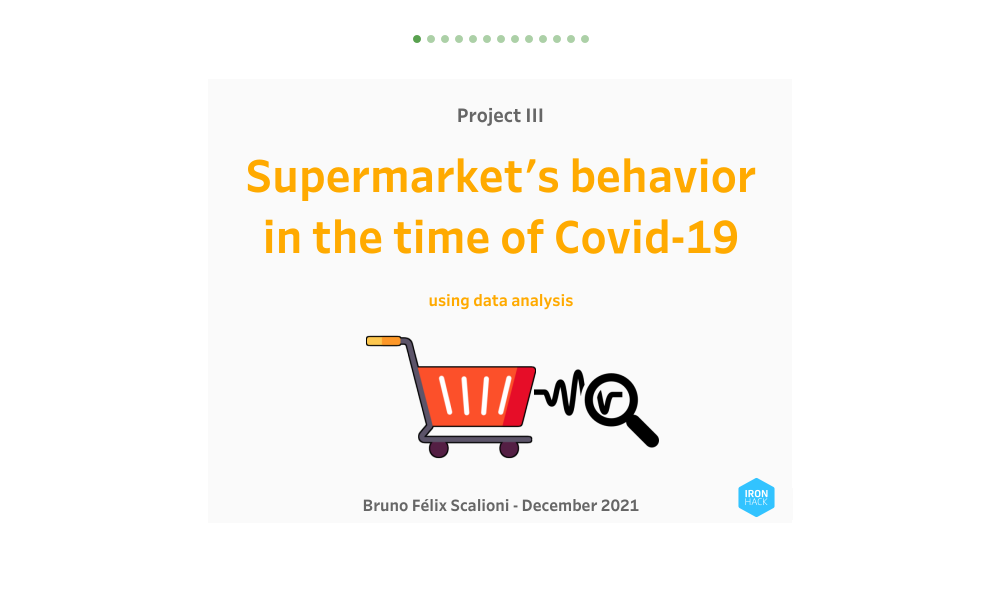 Project III
Supermarket’s behavior
in the time of Covid-19
using data analysis
Bruno Félix Scalioni - December 2021
IRON
HACK